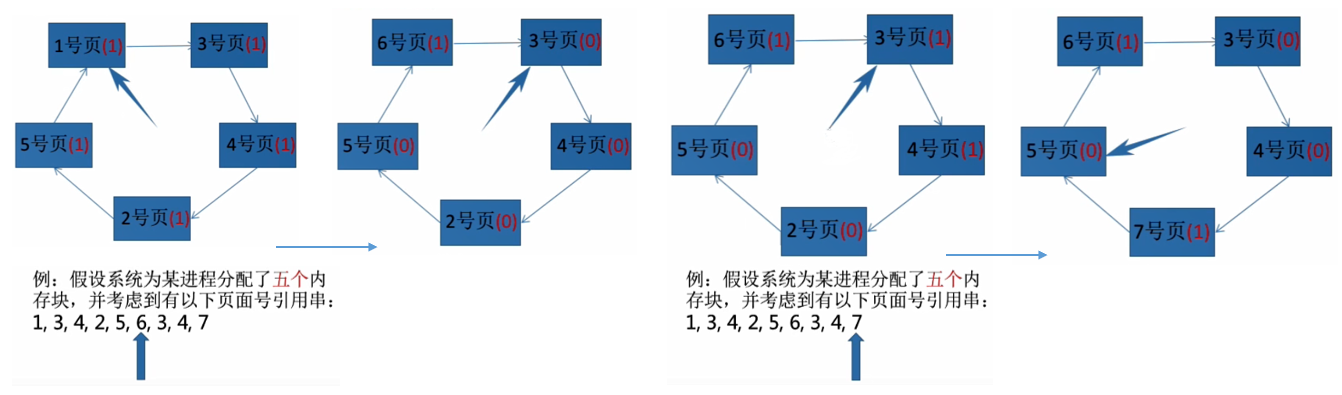 1号页(1)
3号页(1)
5号页(1)
4号页(1)
2号页(1)
例：假设系统为某进程分配了五个内
存块，并考虑到有以下页面号引用串：
1, 3, 4, 2, 5, 6, 3, 4, 7
6号页(1)
3号页(0)
5号页(0)
4号页(0)
2号页(0)
6号页(1)
3号页(1)
5号页(0)
4号页(1)
2号页(0)
例：假设系统为某进程分配了五个内
存块，并考虑到有以下页面号引用串：
1, 3, 4, 2, 5, 6, 3, 4, 7
6号页(1)
3号页(0)
5号页(0)
4号页(0)
7号页(1)